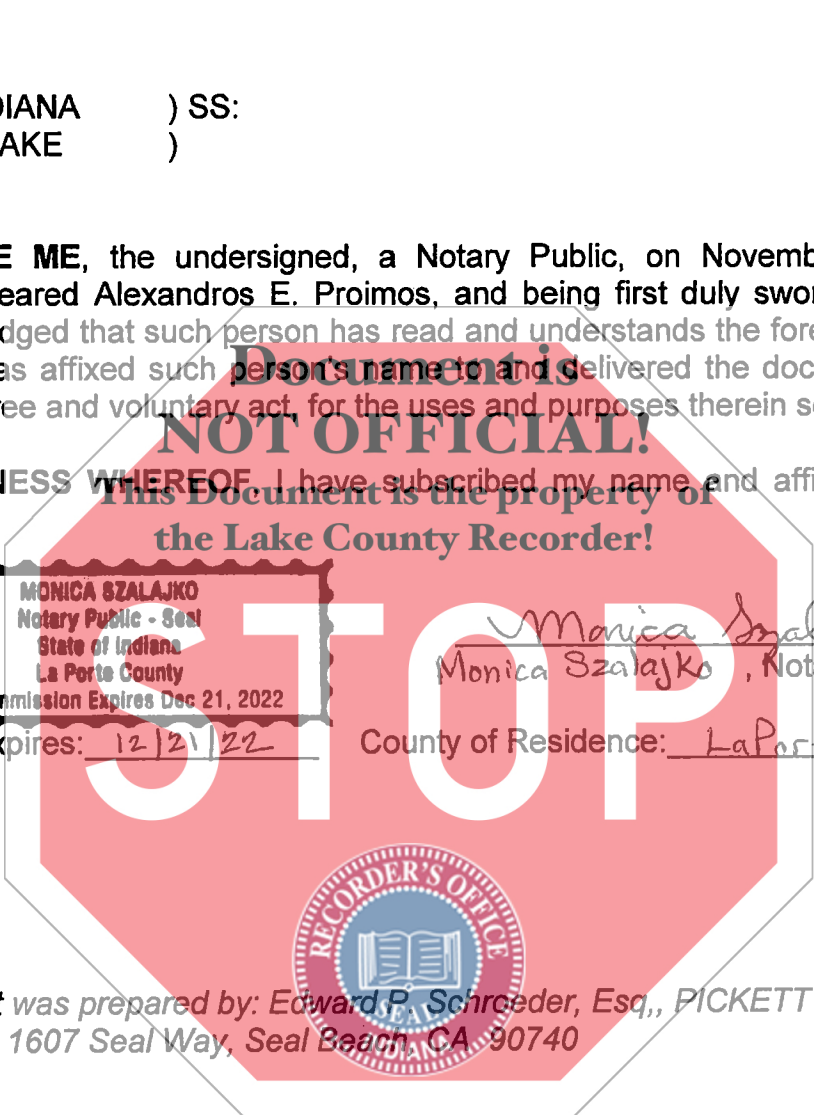 DIANA ) SS:
AKE )
E ME, the undersigned, a Notary Public, on Novemb
eared Alexandros E. Proimos, and being first duly swor
dged that such person has read and understands the fore
as affixed such person's name to and delivered the doc
ree and voluntary act, for the uses and purposes therein se
Document is
NOT OFFICIAL!
This Document is the property of
the Lake County Recorder!
NESS WHEREOF, I have subscribed my name and affi
STOP
MONICA SZALAJKO
Notary Public - Seal
State of Indiana
La Porte County
mmission Expires Dec 21, 2022
Monica Szal
Monica Szalajko , Not
xpires: 12/21/22 County of Residence: LaPor
RECORDER'S OFFICE
SEAL
INDIANA
t was prepared by: Edward P. Schroeder, Esq,, PICKETT
1607 Seal Way, Seal Beach, CA 90740